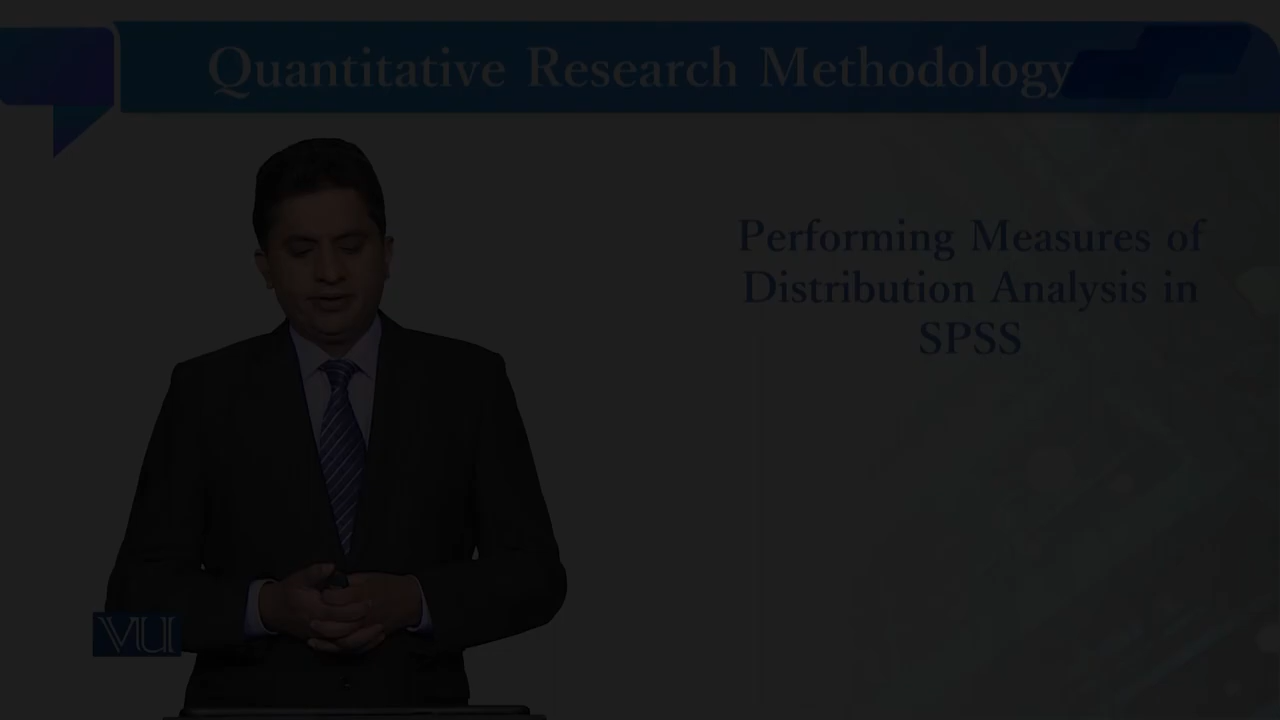 Quantitative Research Methodology
Performing Measures of
Distribution Analysis in
SPSS
VU